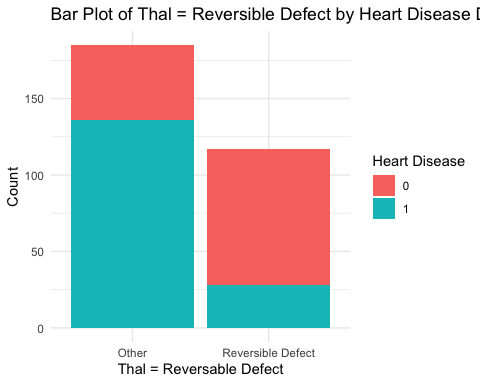 Bar Plot of Thal = Reversible Defect by Heart Disease
150
100
50
0
Count
Other
Reversible Defect
Thal = Reversable Defect
Heart Disease
0
1